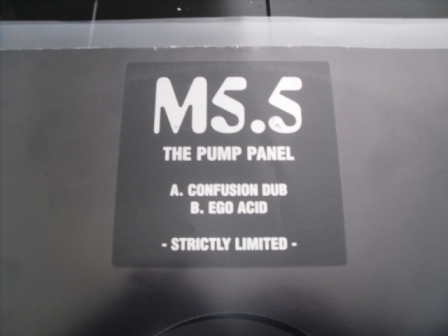 M5.5
THE PUMP PANEL
A. CONFUSION DUB
B. EGO ACID
- STRICTLY LIMITED -